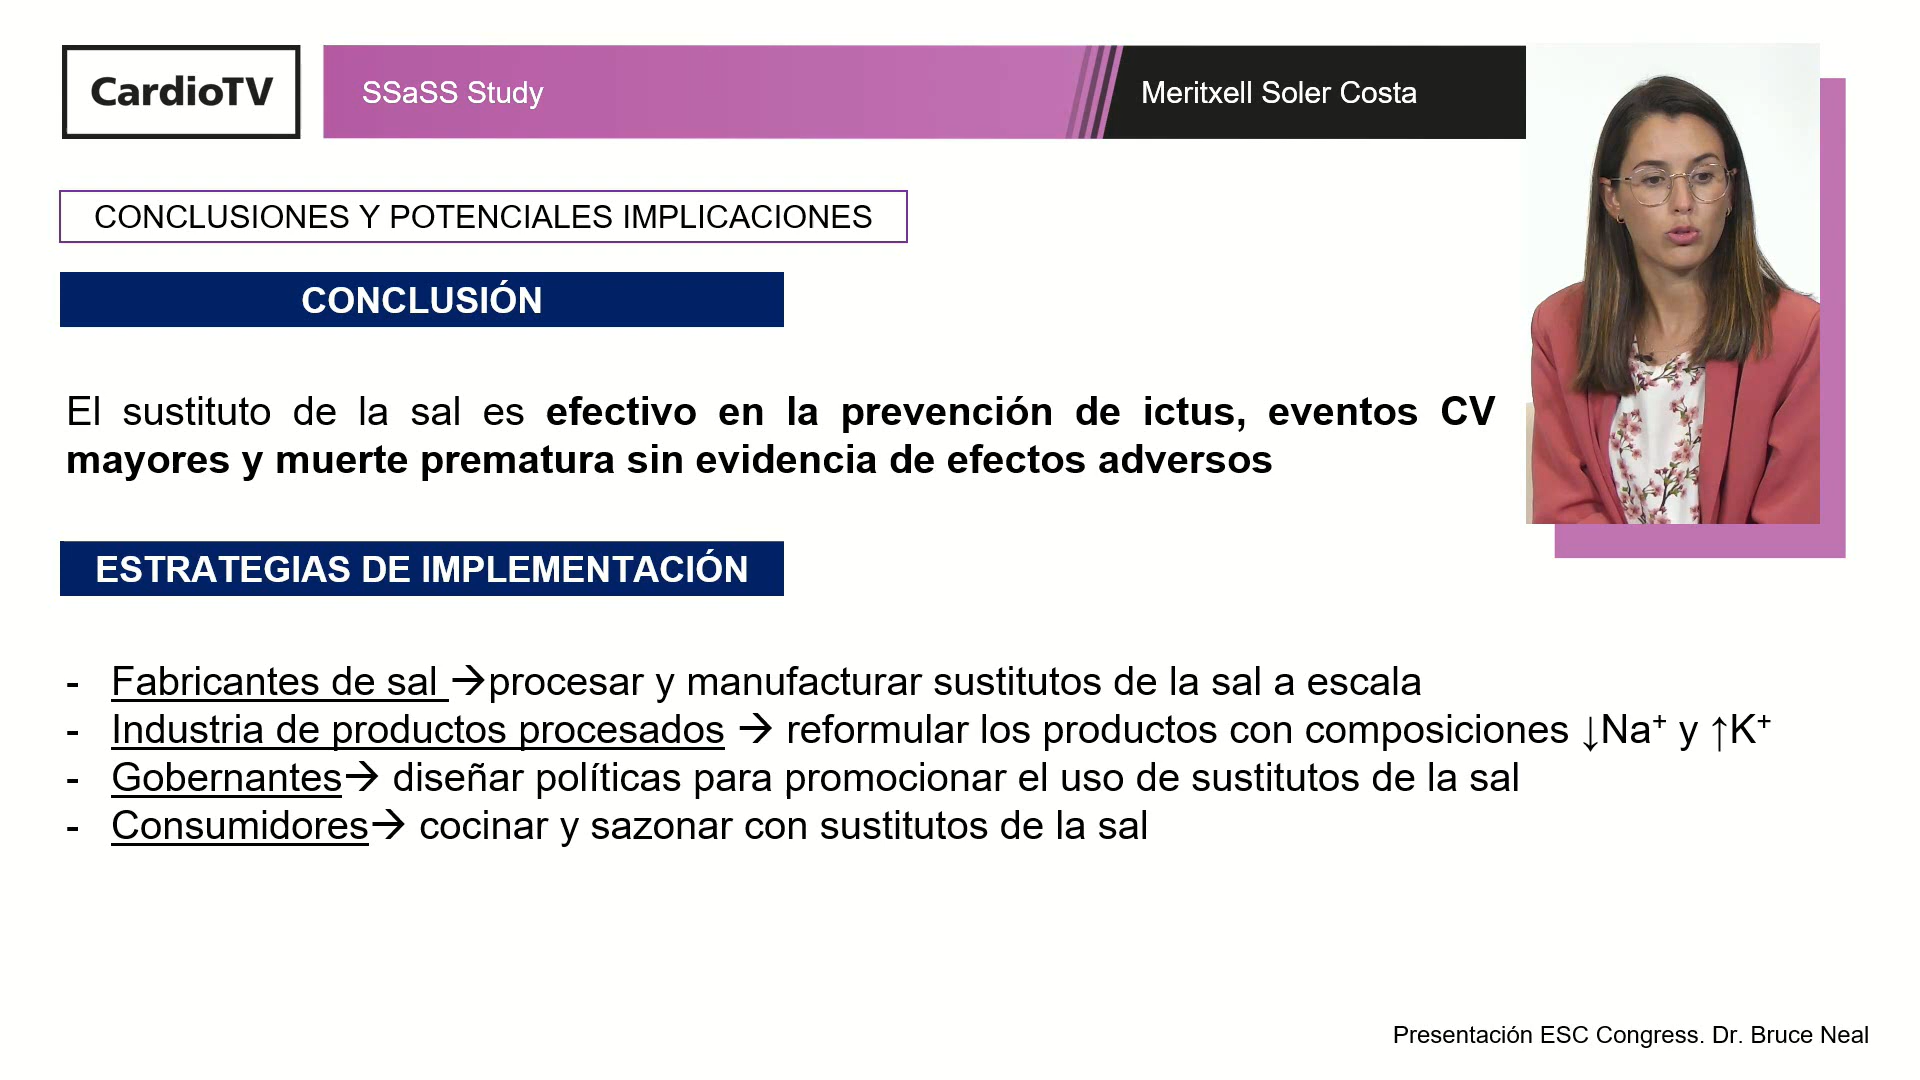 CardioTV
SSaSS Study
Meritxell Soler Costa
CONCLUSIONES Y POTENCIALES IMPLICACIONES
CONCLUSIÓN
El sustituto de la sal es efectivo en la prevención de ictus, eventos CV
mayores y muerte prematura sin evidencia de efectos adversos
ESTRATEGIAS DE IMPLEMENTACIÓN
- Fabricantes de sal →procesar y manufacturar sustitutos de la sal a escala
- Industria de productos procesados → reformular los productos con composiciones ↓Na⁺ y ↑K⁺
- Gobernantes→ diseñar políticas para promocionar el uso de sustitutos de la sal
- Consumidores→ cocinar y sazonar con sustitutos de la sal
Presentación ESC Congress. Dr. Bruce Neal